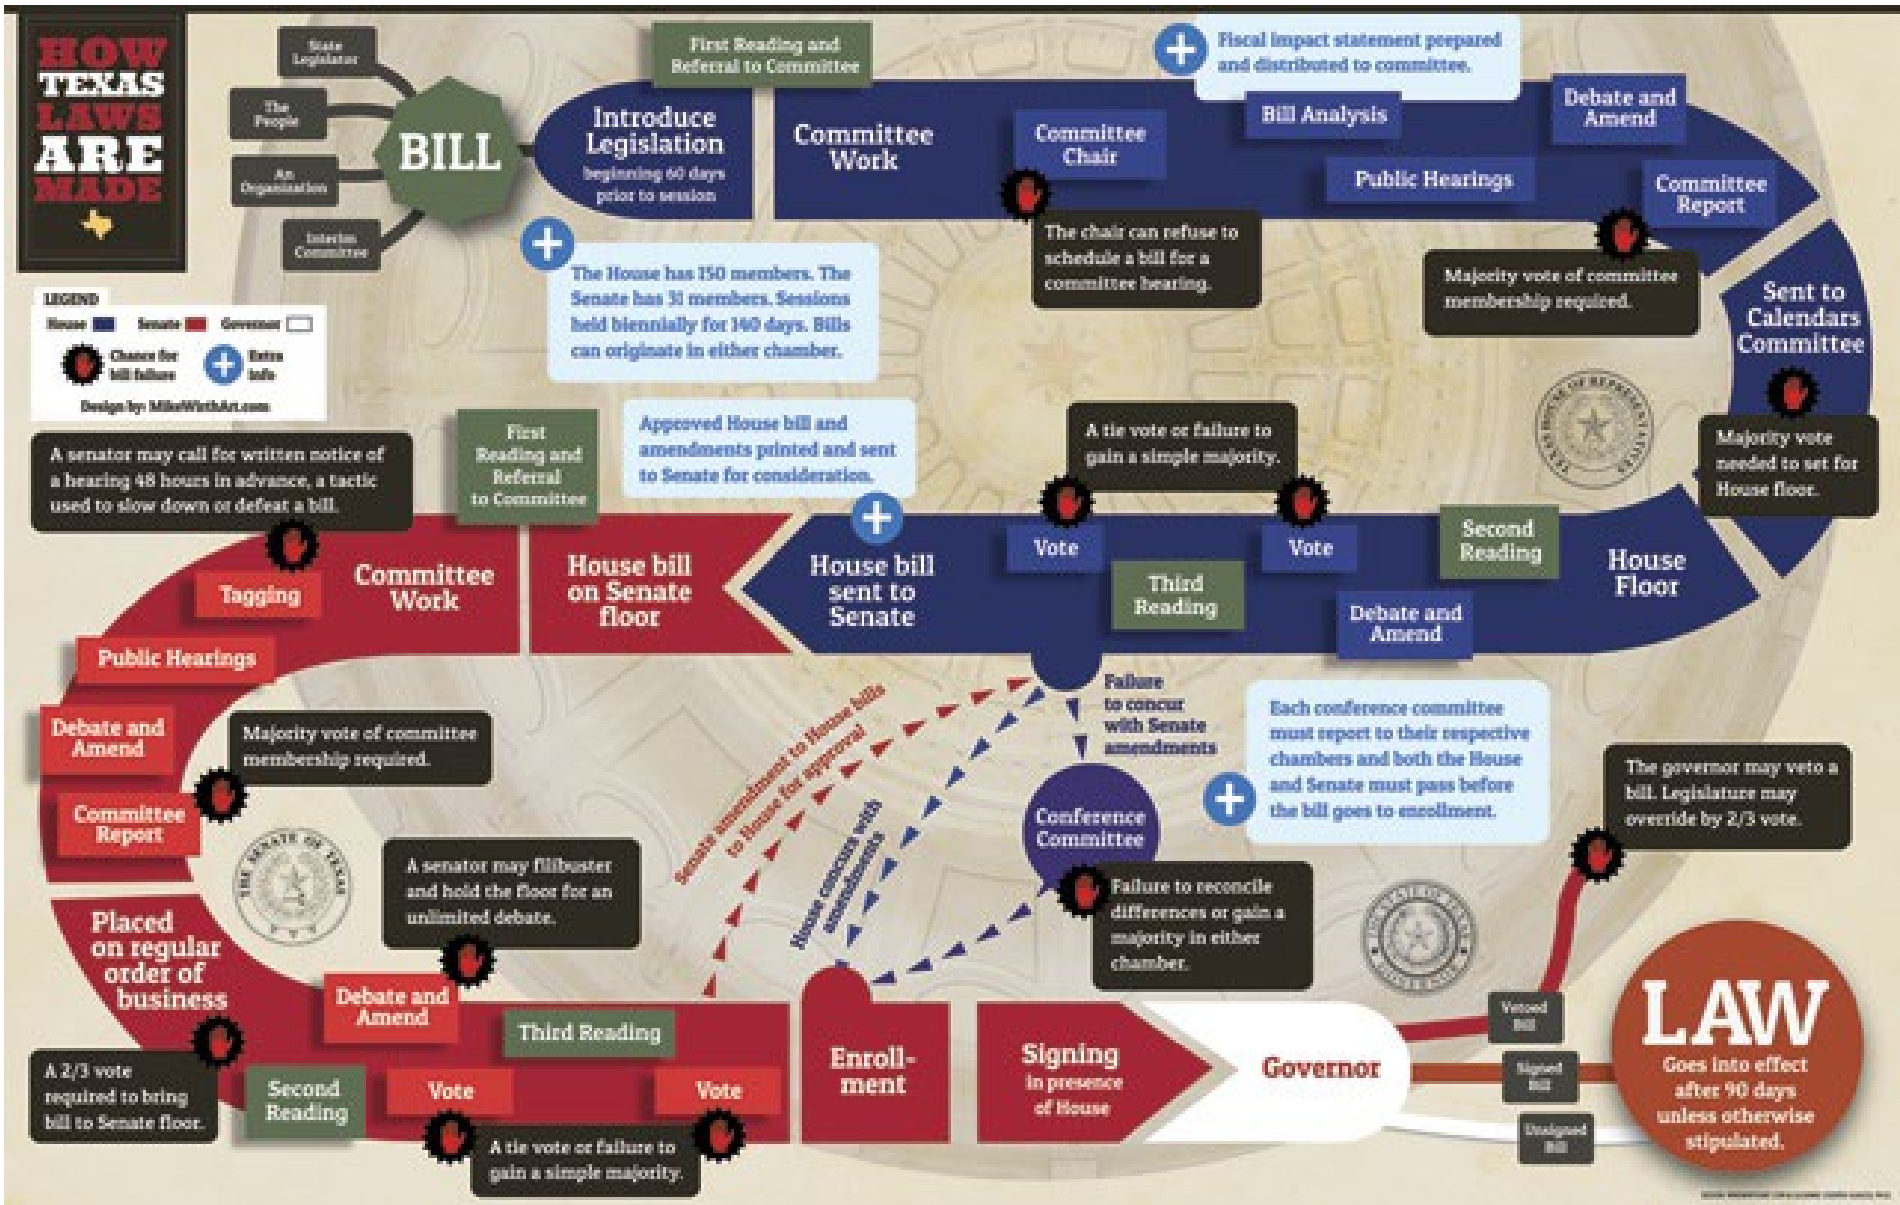 HOW
TEXAS
LAWS
ARE
MADE
State
Legislator
The
People
An
Organization
Interim
Committee
BILL
First Reading and
Referral to Committee
Introduce
Legislation
beginning 60 days
prior to session
Committee
Work
Committee
Chair
Fiscal impact statement prepared
and distributed to committee.
Bill Analysis
Public Hearings
Debate and
Amend
Committee
Report
The chair can refuse to
schedule a bill for a
committee hearing.
Majority vote of committee
membership required.
The House has 150 members. The
Senate has 31 members. Sessions
held biennially for 140 days. Bills
can originate in either chamber.
LEGEND
House Senate Governor
Chance for
bill failure
Extra
Info
Design by: MikeWirthArt.com
Sent to
Calendars
Committee
Majority vote
needed to set for
House floor.
TEXAS HOUSE OF REPRESENTATIVES
House
Floor
Second
Reading
Debate and
Amend
Vote
Third
Reading
Vote
A tie vote or failure to
gain a simple majority.
Approved House bill and
amendments printed and sent
to Senate for consideration.
House bill
sent to
Senate
House bill
on Senate
floor
First
Reading and
Referral
to Committee
Committee
Work
A senator may call for written notice of
a hearing 48 hours in advance, a tactic
used to slow down or defeat a bill.
Tagging
Public Hearings
Debate and
Amend
Committee
Report
Majority vote of committee
membership required.
THE SENATE OF TEXAS
Placed
on regular
order of
business
A 2/3 vote
required to bring
bill to Senate floor.
Second
Reading
Debate and
Amend
A senator may filibuster
and hold the floor for an
unlimited debate.
Vote
Third Reading
Vote
A tie vote or failure to
gain a simple majority.
Senate amendment to House bills
to House for approval
House concurs with
amendments
Failure
to concur
with Senate
amendments
Conference
Committee
Each conference committee
must report to their respective
chambers and both the House
and Senate must pass before
the bill goes to enrollment.
Failure to reconcile
differences or gain a
majority in either
chamber.
Enroll-
ment
Signing
in presence
of House
Governor
The governor may veto a
bill. Legislature may
override by 2/3 vote.
Vetoed
Bill
Signed
Bill
Unsigned
Bill
LAW
Goes into effect
after 90 days
unless otherwise
stipulated.